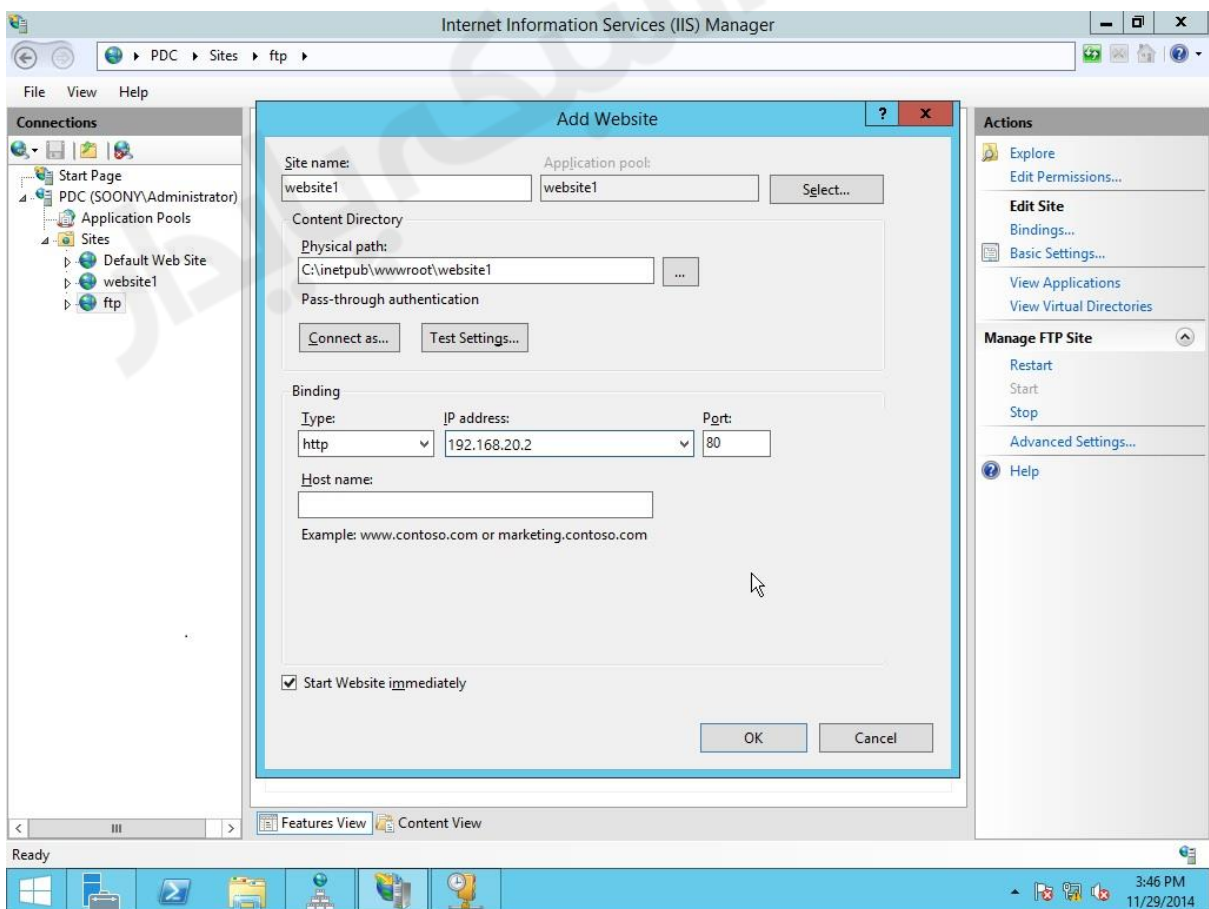 Internet Information Services (IIS) Manager
PDC Sites ftp
File View Help
Connections
Start Page
PDC (SOONY\Administrator)
Application Pools
Sites
Default Web Site
website1
ftp
Add Website
Site name:
Application pool:
website1
website1
Select...
Content Directory
Physical path:
C:\inetpub\wwwroot\website1
...
Pass-through authentication
Connect as...
Test Settings...
Binding
Type:
IP address:
Port:
http
192.168.20.2
80
Host name:
Example: www.contoso.com or marketing.contoso.com
Start Website immediately
OK
Cancel
Features View
Content View
Actions
Explore
Edit Permissions...
Edit Site
Bindings...
Basic Settings...
View Applications
View Virtual Directories
Manage FTP Site
Restart
Start
Stop
Advanced Settings...
Help
Ready
3:46 PM
11/29/2014